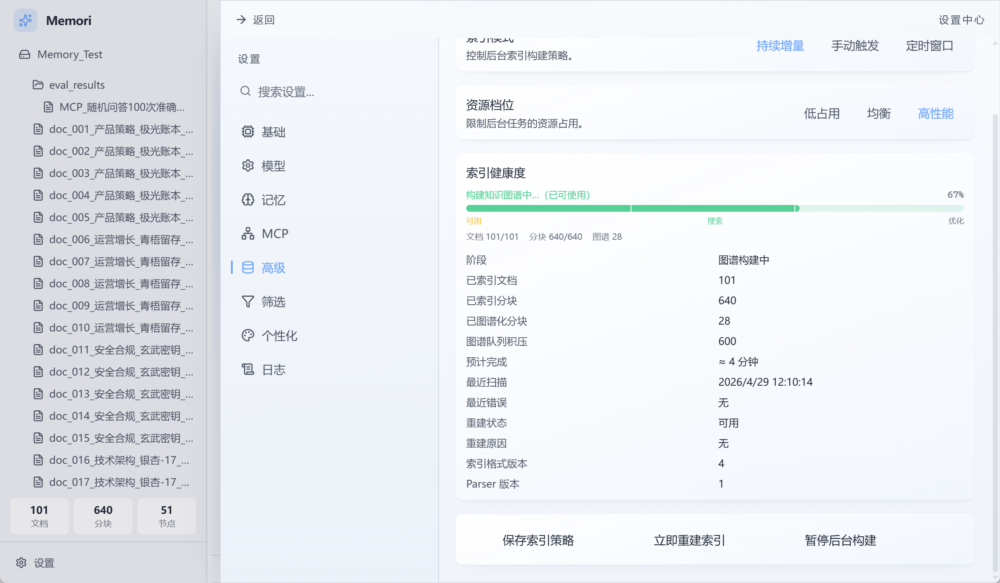 Memori
Memory_Test
eval_results
MCP_随机问答100次准确...
doc_001_产品策略_极光账本_...
doc_002_产品策略_极光账本_...
doc_003_产品策略_极光账本_...
doc_004_产品策略_极光账本_...
doc_005_产品策略_极光账本_...
doc_006_运营增长_青梧留存_...
doc_007_运营增长_青梧留存_...
doc_008_运营增长_青梧留存_...
doc_009_运营增长_青梧留存_...
doc_010_运营增长_青梧留存_...
doc_011_安全合规_玄武密钥_...
doc_012_安全合规_玄武密钥_...
doc_013_安全合规_玄武密钥_...
doc_014_安全合规_玄武密钥_...
doc_015_安全合规_玄武密钥_...
doc_016_技术架构_银杏-17_...
doc_017_技术架构_银杏-17_...
101 640 51
文档 分块 节点
设置
返回 设置中心
设置
搜索设置...
基础
模型
记忆
MCP
高级
筛选
个性化
日志
索引模式
控制后台索引构建策略。
持续增量 手动触发 定时窗口
资源档位
限制后台任务的资源占用。
低占用 均衡 高性能
索引健康度
构建知识图谱中...（已可使用） 67%
可用 搜索 优化
文档 101/101 分块 640/640 图谱 28
阶段 图谱构建中
已索引文档 101
已索引分块 640
已图谱化分块 28
图谱队列积压 600
预计完成 ≈ 4 分钟
最近扫描 2026/4/29 12:10:14
最近错误 无
重建状态 可用
重建原因 无
索引格式版本 4
Parser 版本 1
保存索引策略 立即重建索引 暂停后台构建